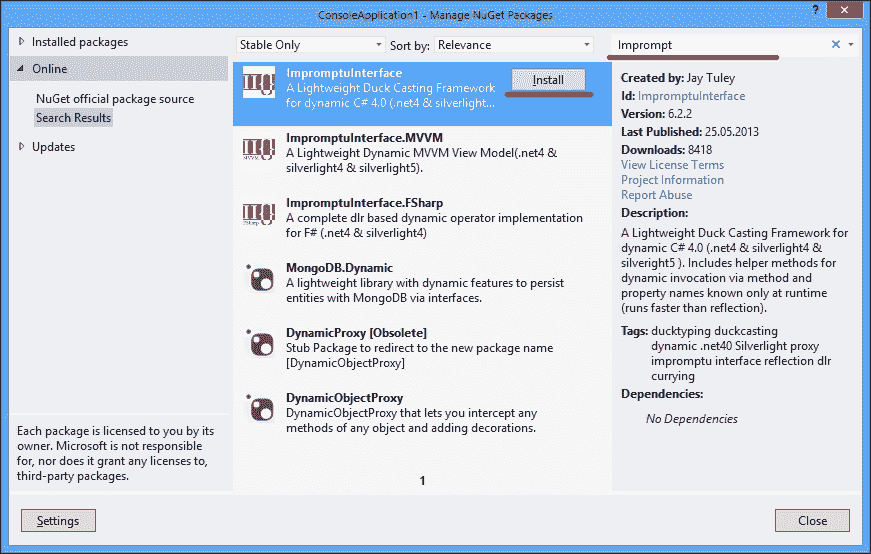 ConsoleApplication1 - Manage NuGet Packages
?
Installed packages
Online
NuGet official package source
Search Results
Updates
Each package is licensed to you by its
owner. Microsoft is not responsible
for, nor does it grant any licenses to,
third-party packages.
Stable Only
Sort by: Relevance
ImpromptuInterface
A Lightweight Duck Casting Framework
for dynamic C# 4.0 (.net4 & silverlight...
Install
ImpromptuInterface.MVVM
A Lightweight Dynamic MVVM View Model(.net4 &
silverlight4 & silverlight5).
ImpromptuInterface.FSharp
A complete dlr based dynamic operator implementation
for F# (.net4 & silverlight4)
MongoDB.Dynamic
A lightweight library with dynamic features to persist
entities with MongoDB via interfaces.
DynamicProxy [Obsolete]
Stub Package to redirect to the new package name
[DynamicObjectProxy]
DynamicObjectProxy
DynamicObjectProxy that lets you intercept any
methods of any object and adding decorations.
1
Imprompt
Created by: Jay Tuley
Id: ImpromptuInterface
Version: 6.2.2
Last Published: 25.05.2013
Downloads: 8418
View License Terms
Project Information
Report Abuse
Description:
A Lightweight Duck Casting Framework for
dynamic C# 4.0 (.net4 & silverlight4 &
silveright5 ). Includes helper methods for
dynamic invocation via method and
property names known only at runtime
(runs faster than reflection).
Tags: ducktyping duckcasting
dynamic .net40 Silverlight proxy
impromptu interface reflection dlr
currying
Dependencies:
No Dependencies
Settings
Close